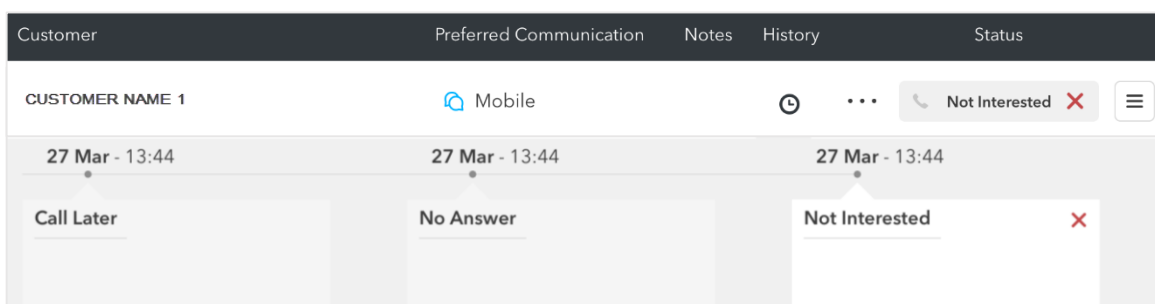 Customer Preferred Communication Notes History Status
CUSTOMER NAME 1 Mobile ... Not Interested
27 Mar - 13:44 27 Mar - 13:44 27 Mar - 13:44
Call Later No Answer Not Interested